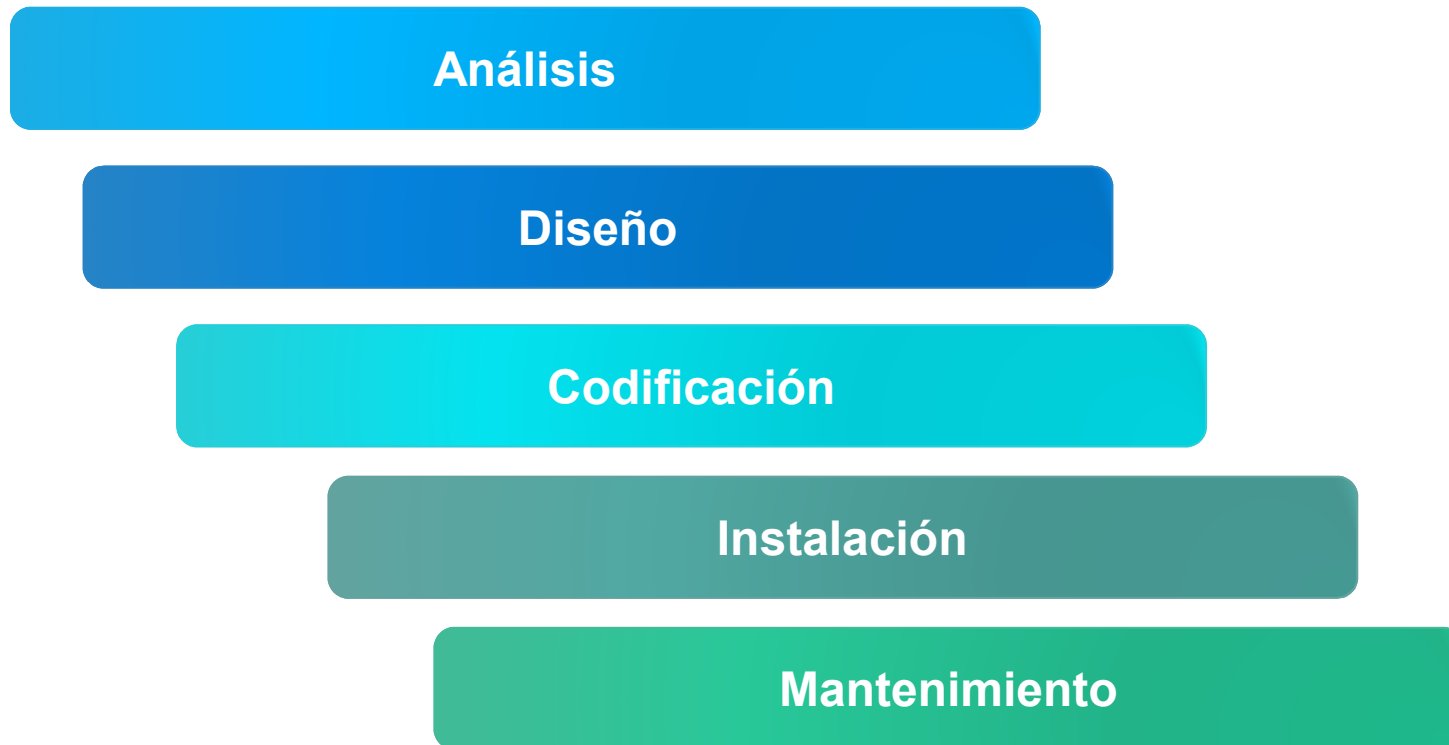 Análisis
Diseño
Codificación
Instalación
Mantenimiento